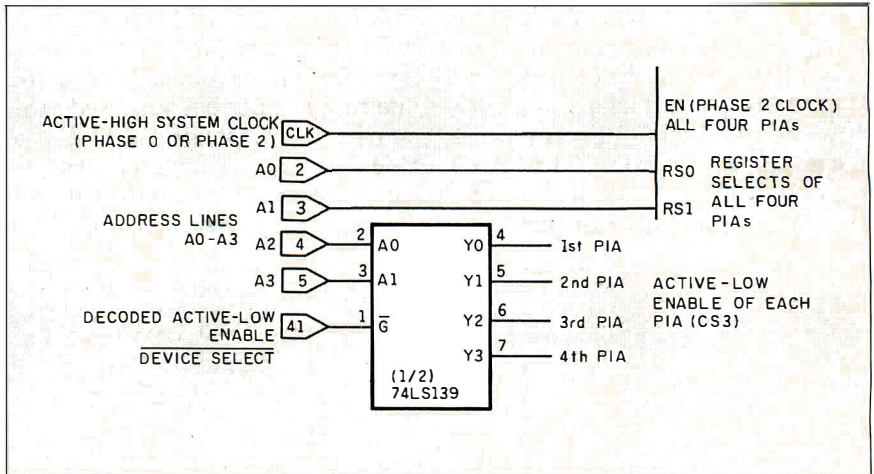 ACTIVE-HIGH SYSTEM CLOCK
(PHASE 0 OR PHASE 2)
CLK
EN (PHASE 2 CLOCK)
ALL FOUR PIAs
A0 2
RS0
REGISTER
SELECTS OF
ALL FOUR
PIAs
A1 3
RS1
ADDRESS LINES
A0-A3
A2 4
2 A0
Y0 4
1st PIA
A3 5
3 A1
Y1 5
2nd PIA
ACTIVE-LOW
ENABLE OF EACH
PIA (CS3)
DECODED ACTIVE-LOW
ENABLE
DEVICE SELECT
41
1 G
Y2 6
3rd PIA
Y3 7
4th PIA
(1/2)
74LS139